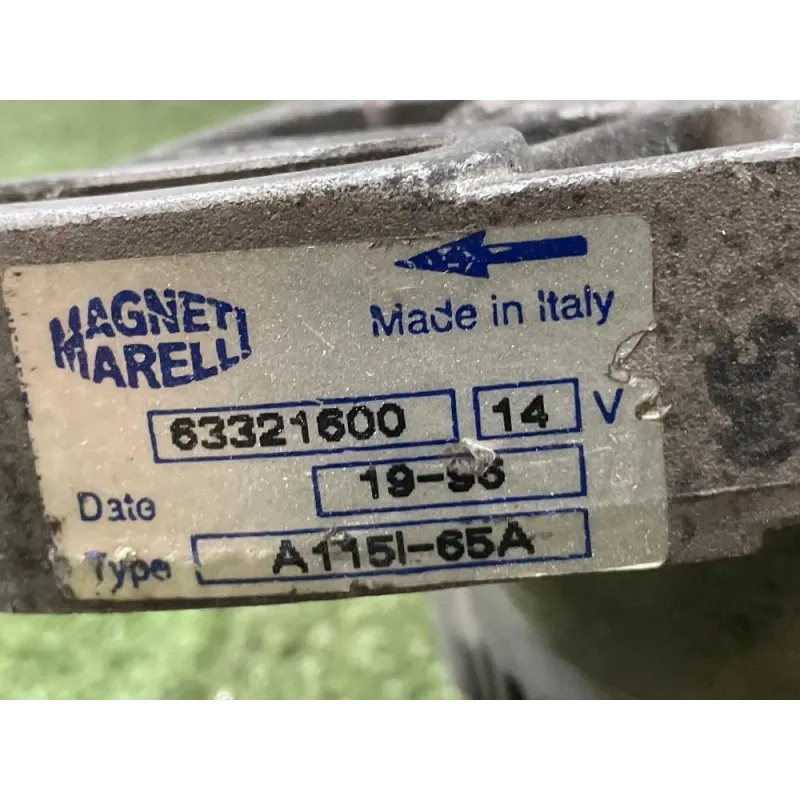 MAGNETI
MARELLI
Made in Italy
63321600 14 V
Date 19-96
Type A115I-65A